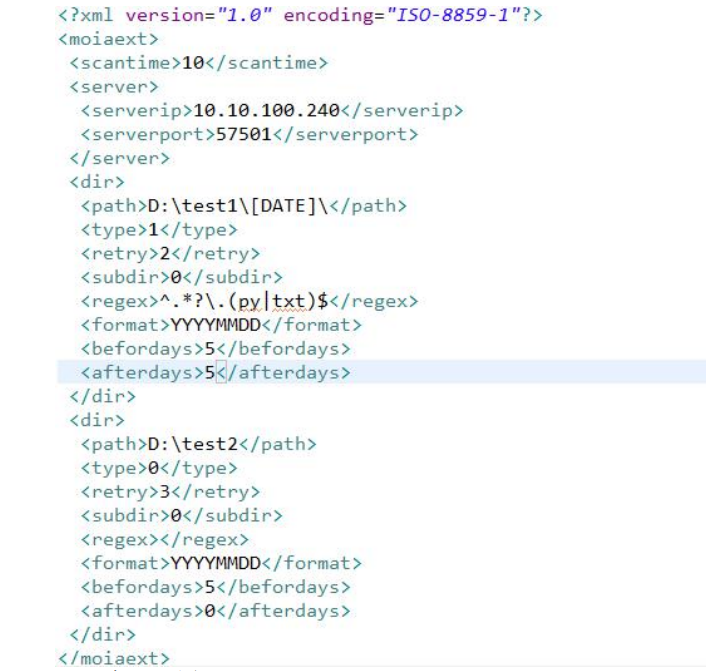 <?xml version="1.0" encoding="ISO-8859-1"?>
<moiaext>
<scantime>10</scantime>
<server>
<serverip>10.10.100.240</serverip>
<serverport>57501</serverport>
</server>
<dir>
<path>D:\test1\[DATE]\</path>
<type>1</type>
<retry>2</retry>
<subdir>0</subdir>
<regex>^.*?\.(py|txt)$</regex>
<format>YYYYMMDD</format>
<befordays>5</befordays>
<afterdays>5</afterdays>
</dir>
<dir>
<path>D:\test2</path>
<type>0</type>
<retry>3</retry>
<subdir>0</subdir>
<regex></regex>
<format>YYYYMMDD</format>
<befordays>5</befordays>
<afterdays>0</afterdays>
</dir>
</moiaext>